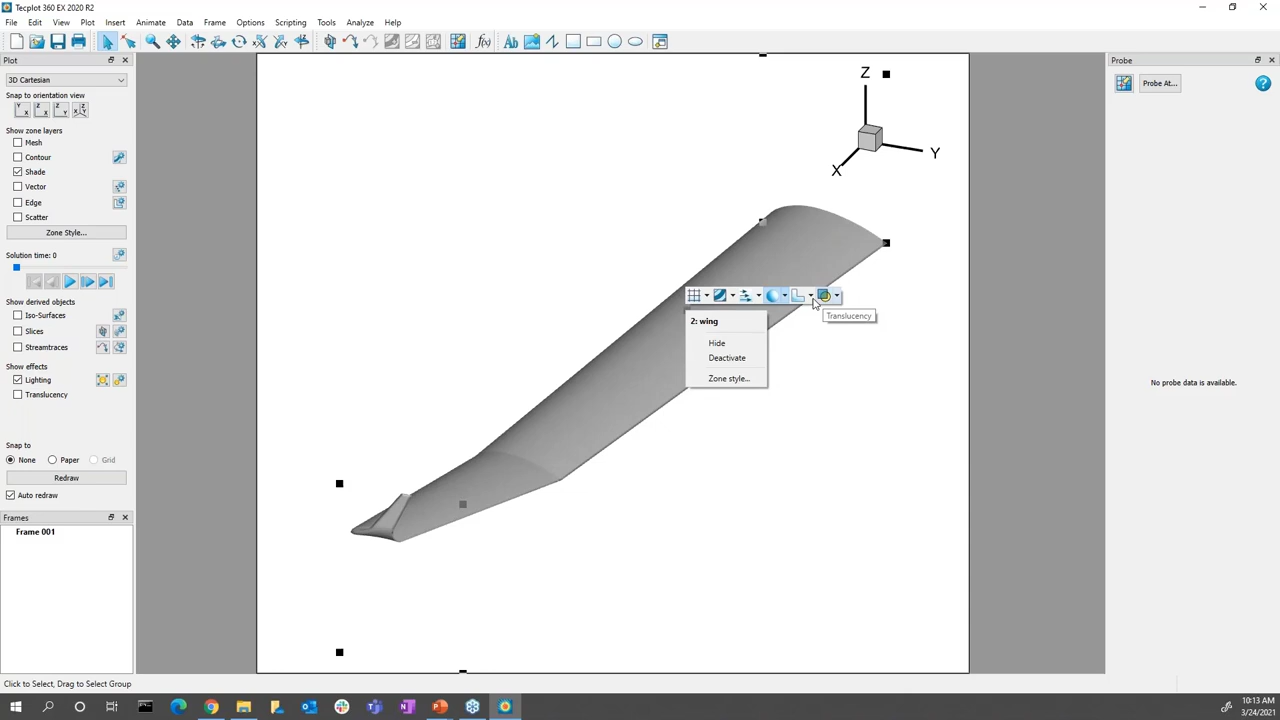 Tecplot 360 EX 2020 R2
File Edit View Plot Insert Animate Data Frame Options Scripting Tools Analyze Help
Plot
3D Cartesian
Snap to orientation view
Show zone layers
Mesh
Contour
Shade
Vector
Edge
Scatter
Zone Style...
Solution time: 0
Show derived objects
Iso-Surfaces
Slices
Streamtraces
Show effects
Lighting
Translucency
Snap to
None Paper Grid
Redraw
Auto redraw
Frames
Frame 001
Z
Y
X
Translucency
2: wing
Hide
Deactivate
Zone style...
Probe
Probe At...
No probe data is available.
Click to Select, Drag to Select Group
10:13 AM
3/24/2021